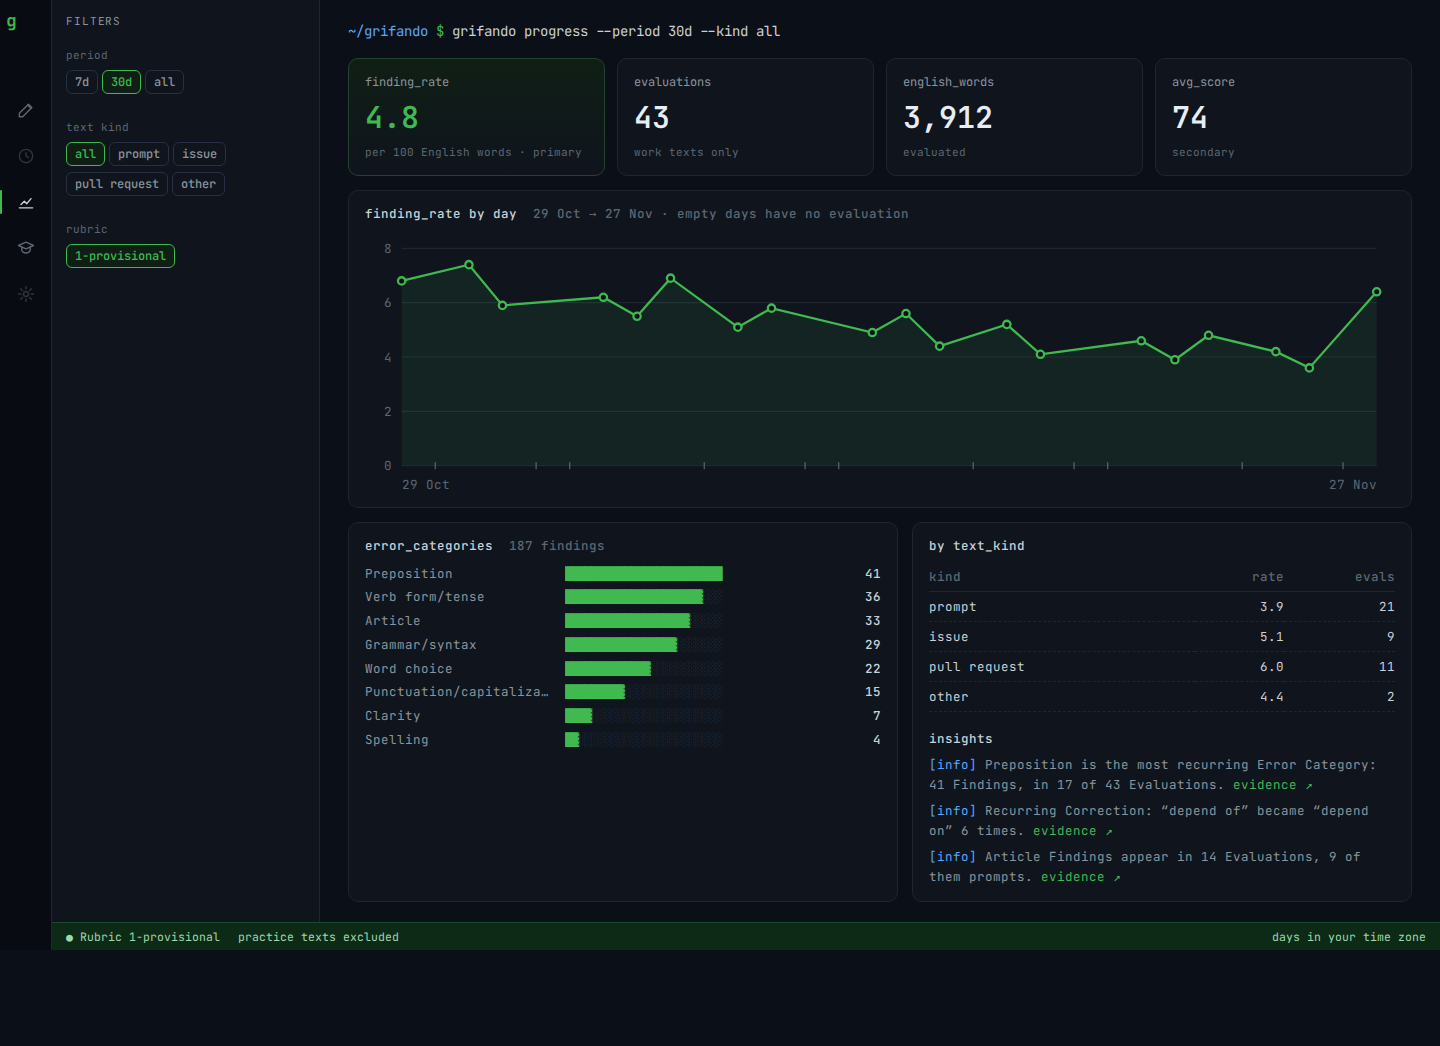 g
FILTERS
period
7d 30d all
text kind
all prompt issue
pull request other
rubric
1-provisional
~/grifando $ grifando progress --period 30d --kind all
finding_rate
4.8
per 100 English words · primary
evaluations
43
work texts only
english_words
3,912
evaluated
avg_score
74
secondary
finding_rate by day 29 Oct → 27 Nov · empty days have no evaluation
8
6
4
2
0
29 Oct 27 Nov
error_categories 187 findings
Preposition 41
Verb form/tense 36
Article 33
Grammar/syntax 29
Word choice 22
Punctuation/capitaliza… 15
Clarity 7
Spelling 4
by text_kind
kind rate evals
prompt 3.9 21
issue 5.1 9
pull request 6.0 11
other 4.4 2
insights
[info] Preposition is the most recurring Error Category:
41 Findings, in 17 of 43 Evaluations. evidence ↗
[info] Recurring Correction: “depend of” became “depend
on” 6 times. evidence ↗
[info] Article Findings appear in 14 Evaluations, 9 of
them prompts. evidence ↗
● Rubric 1-provisional practice texts excluded days in your time zone